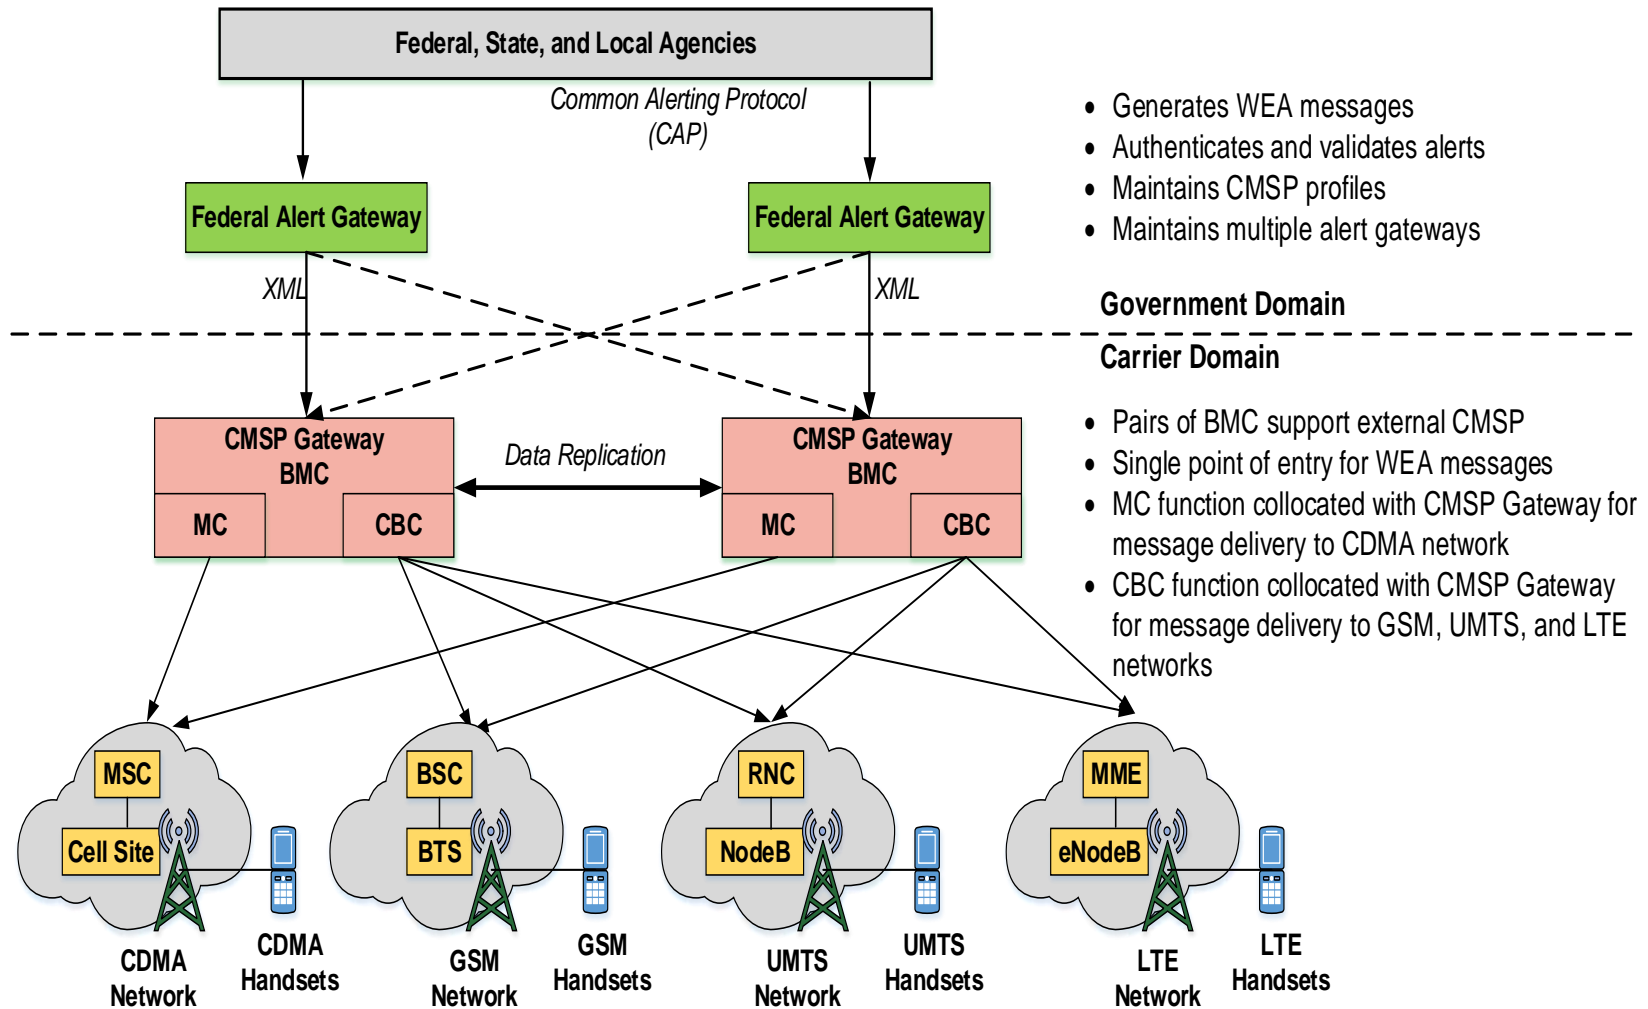 Federal, State, and Local Agencies
Common Alerting Protocol
(CAP)
Federal Alert Gateway
Federal Alert Gateway
XML
XML
• Generates WEA messages
• Authenticates and validates alerts
• Maintains CMSP profiles
• Maintains multiple alert gateways
Government Domain
Carrier Domain
CMSP Gateway
BMC
MC
CBC
Data Replication
CMSP Gateway
BMC
MC
CBC
• Pairs of BMC support external CMSP
• Single point of entry for WEA messages
• MC function collocated with CMSP Gateway for
message delivery to CDMA network
• CBC function collocated with CMSP Gateway
for message delivery to GSM, UMTS, and LTE
networks
MSC
Cell Site
CDMA
Network
CDMA
Handsets
BSC
BTS
GSM
Network
GSM
Handsets
RNC
NodeB
UMTS
Network
UMTS
Handsets
MME
eNodeB
LTE
Network
LTE
Handsets